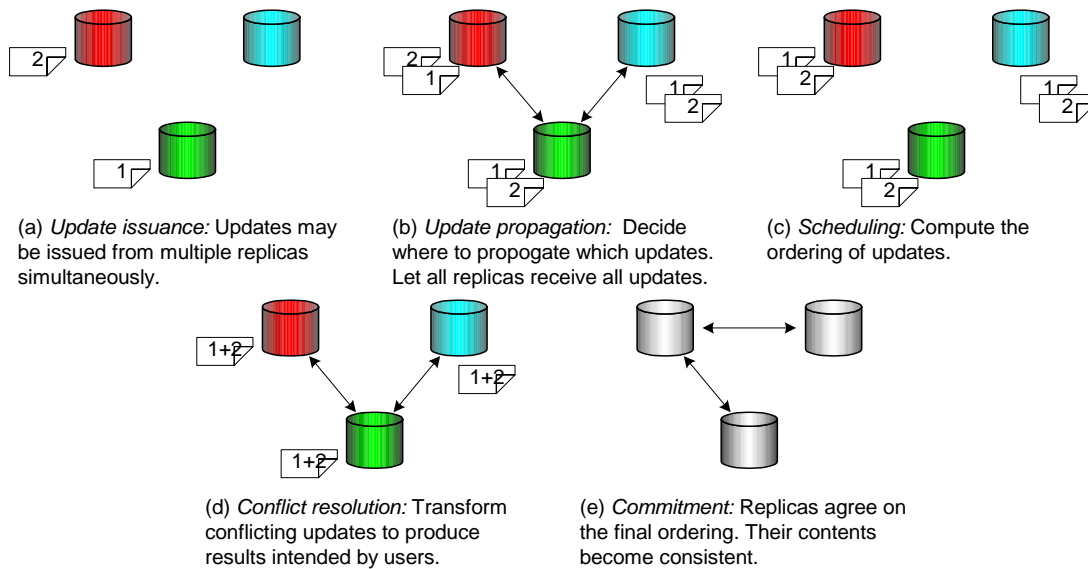 2
1
2
1
1
2
1
2
1
2
1
2
1
2
(a) Update issuance: Updates may
be issued from multiple replicas
simultaneously.
(b) Update propagation:  Decide
where to propogate which updates.
Let all replicas receive all updates.
(c) Scheduling: Compute the
ordering of updates.
1+2
1+2
1+2
(d) Conflict resolution: Transform
conflicting updates to produce
results intended by users.
(e) Commitment: Replicas agree on
the final ordering. Their contents
become consistent.